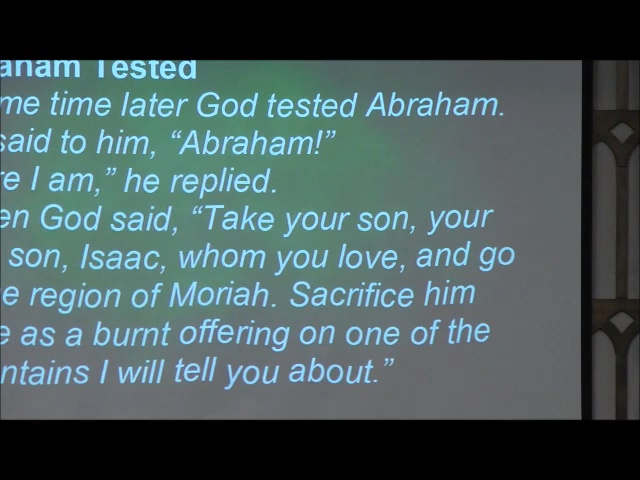 aham Tested
me time later God tested Abraham.
said to him, “Abraham!”
re I am,” he replied.
en God said, “Take your son, your
son, Isaac, whom you love, and go
e region of Moriah. Sacrifice him
e as a burnt offering on one of the
ntains I will tell you about.”